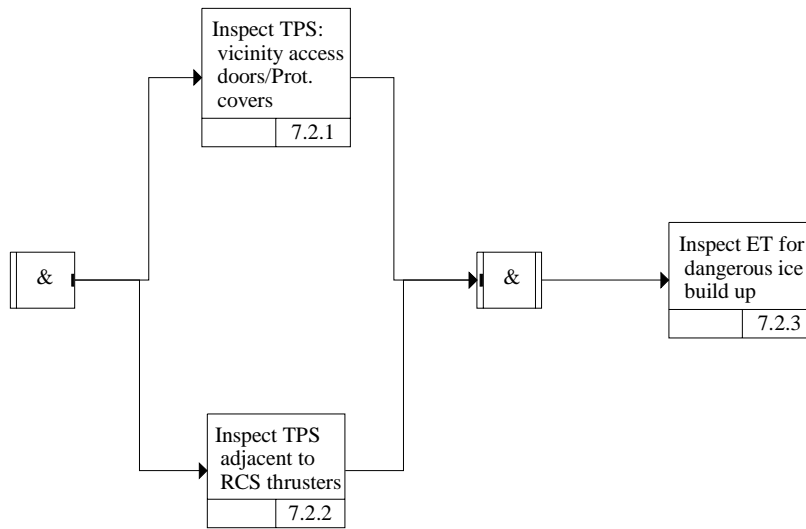 Inspect TPS:
vicinity access
doors/Prot.
covers
7.2.1
&
&
Inspect ET for
dangerous ice
build up
7.2.3
Inspect TPS
adjacent to
RCS thrusters
7.2.2